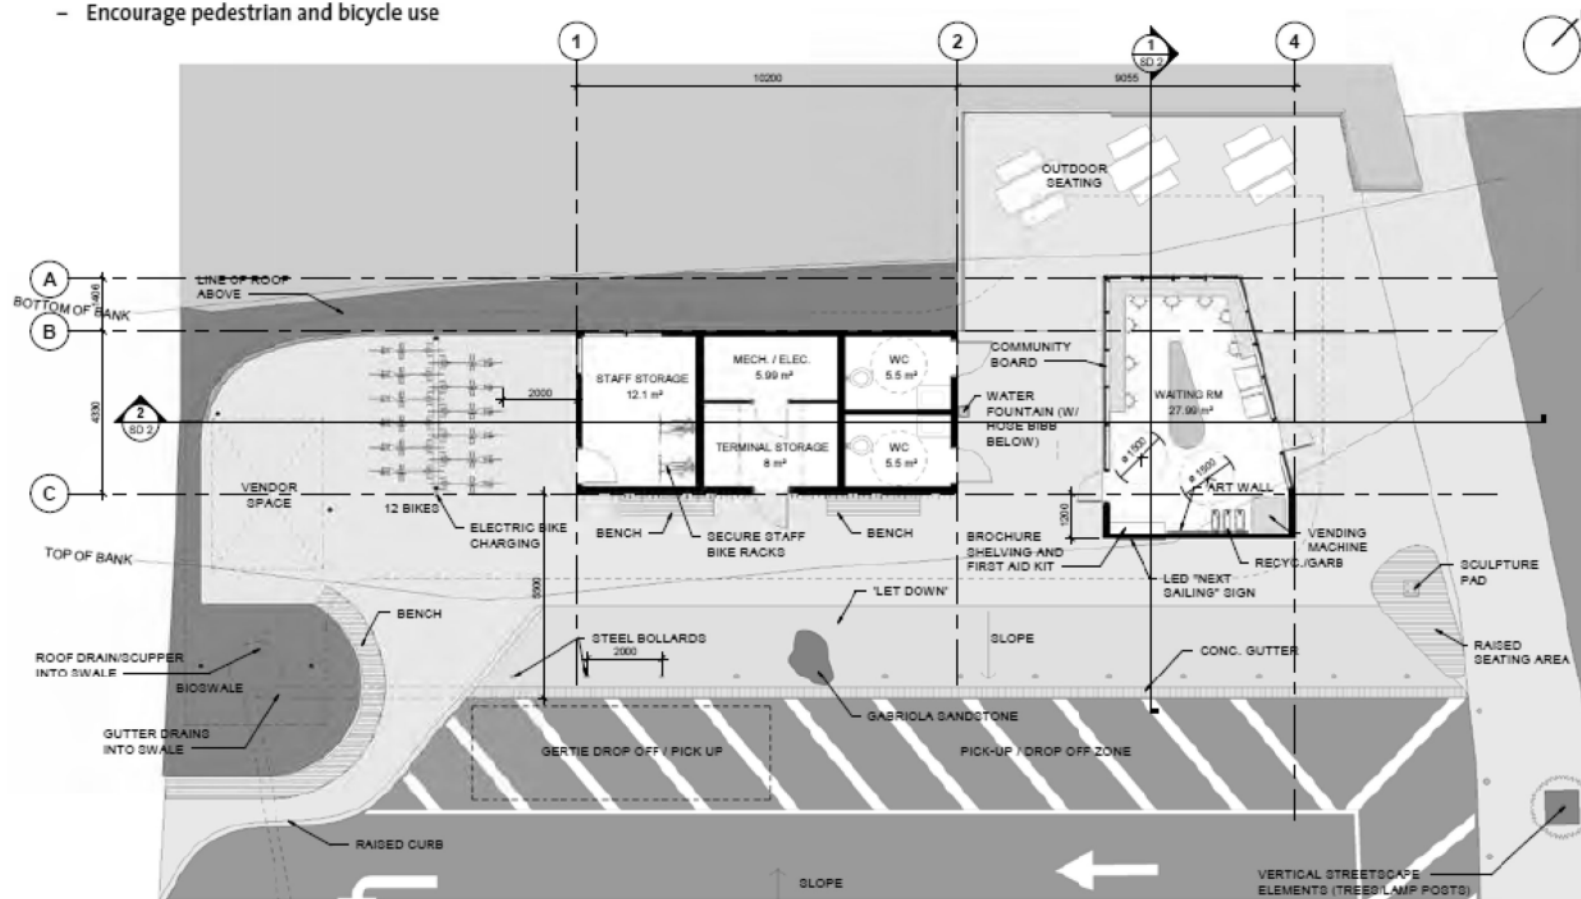 – Encourage pedestrian and bicycle use
1
2
1
SD 2
4
10200
9055
OUTDOOR
SEATING
A
LINE OF ROOF
ABOVE
1406
BOTTOM OF BANK
B
MECH. / ELEC.
5.99 m²
WC
5.5 m²
COMMUNITY
BOARD
STAFF STORAGE
12.1 m²
2000
WATER
FOUNTAIN (W/
HOSE BIBB
BELOW)
WAITING RM
27.99 m²
4330
2
SD 2
TERMINAL STORAGE
8 m²
WC
5.5 m²
ø 1500
ø 1500
ART WALL
C
VENDOR
SPACE
12 BIKES
ELECTRIC BIKE
CHARGING
BENCH
SECURE STAFF
BIKE RACKS
BENCH
1200
BROCHURE
SHELVING AND
FIRST AID KIT
VENDING
MACHINE
RECYC./GARB
TOP OF BANK
LED "NEXT
SAILING" SIGN
SCULPTURE
PAD
5500
BENCH
'LET DOWN'
STEEL BOLLARDS
2000
SLOPE
CONC. GUTTER
RAISED
SEATING AREA
ROOF DRAIN/SCUPPER
INTO SWALE
BIOSWALE
GABRIOLA SANDSTONE
GUTTER DRAINS
INTO SWALE
GERTIE DROP OFF / PICK UP
PICK-UP / DROP OFF ZONE
RAISED CURB
SLOPE
VERTICAL STREETSCAPE
ELEMENTS (TREES/LAMP POSTS)